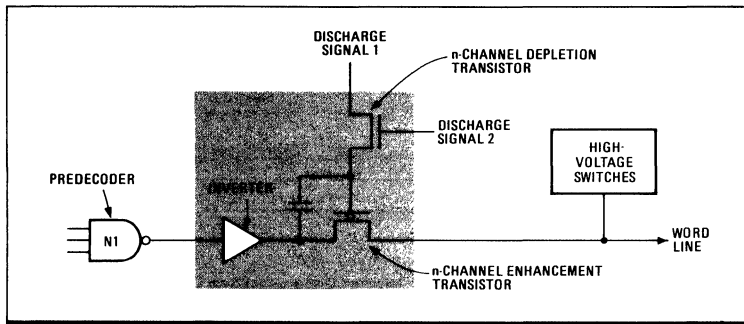 DISCHARGE
SIGNAL 1
n-CHANNEL DEPLETION
TRANSISTOR
DISCHARGE
SIGNAL 2
HIGH-
VOLTAGE
SWITCHES
PREDECODER
INVERTER
N1
WORD
LINE
n-CHANNEL ENHANCEMENT
TRANSISTOR